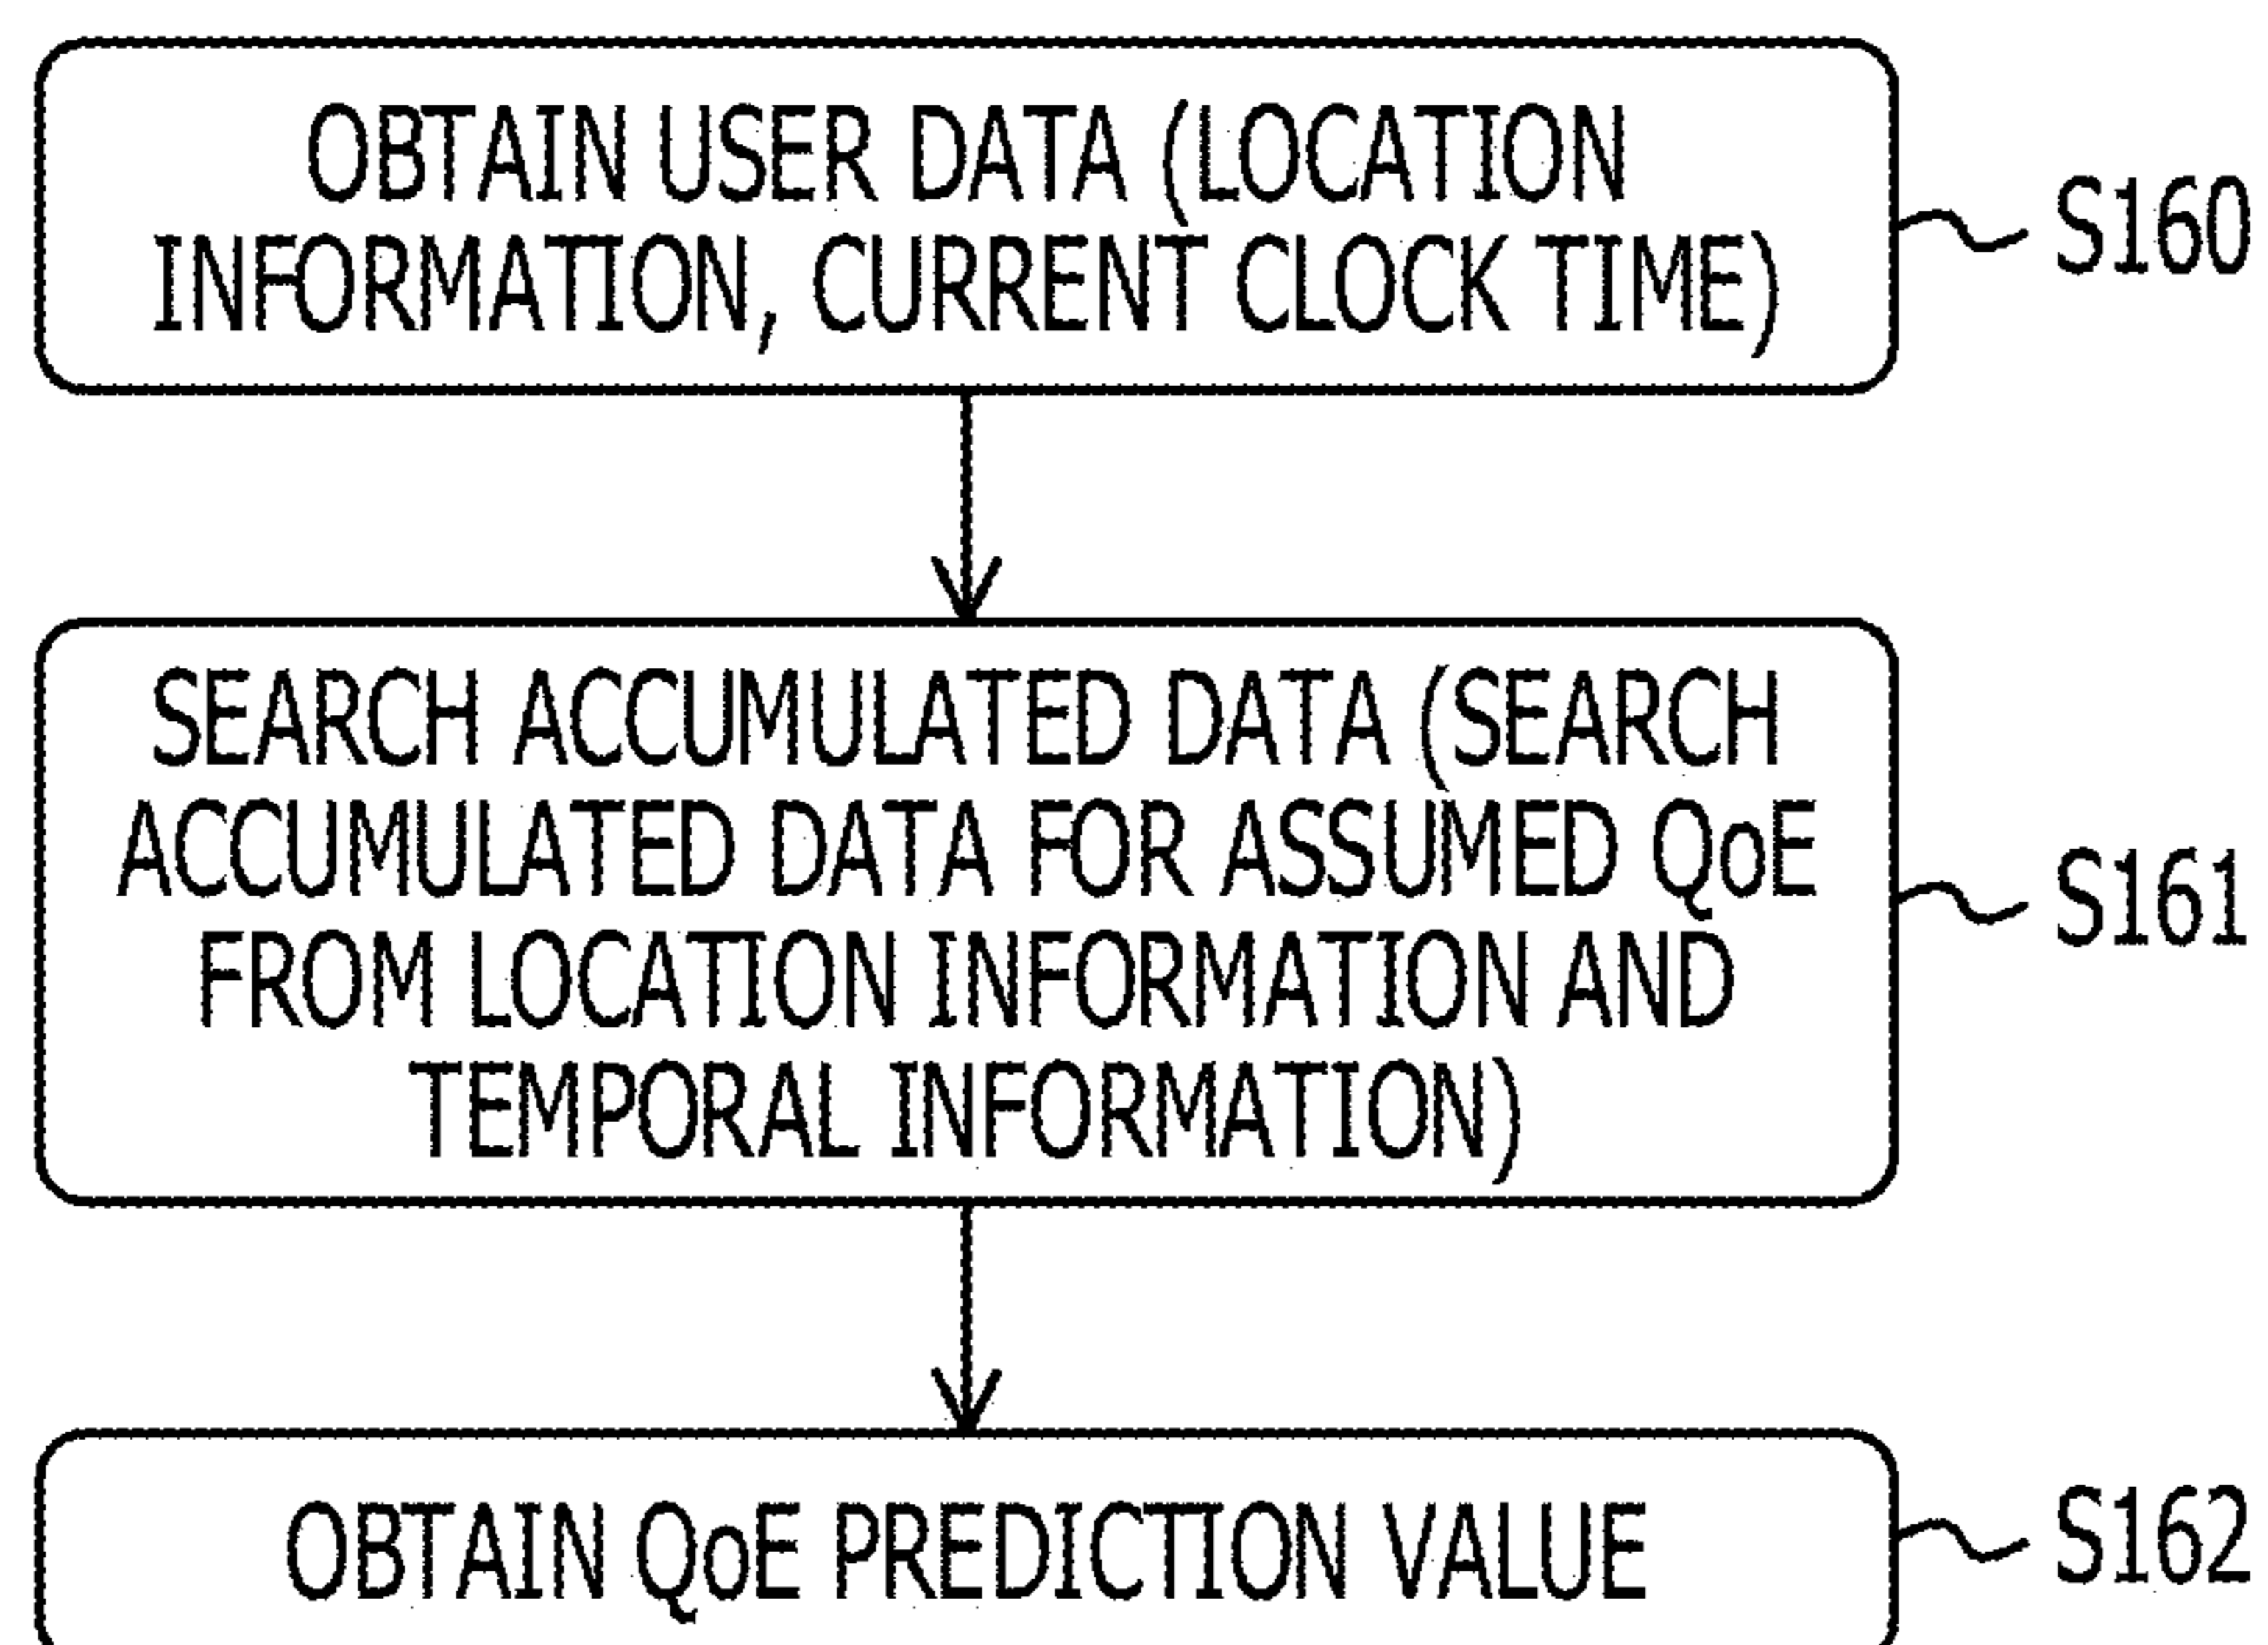 OBTAIN USER DATA (LOCATION
INFORMATION, CURRENT CLOCK TIME)
S160
SEARCH ACCUMULATED DATA (SEARCH
ACCUMULATED DATA FOR ASSUMED QoE
FROM LOCATION INFORMATION AND
TEMPORAL INFORMATION)
S161
OBTAIN QoE PREDICTION VALUE
S162